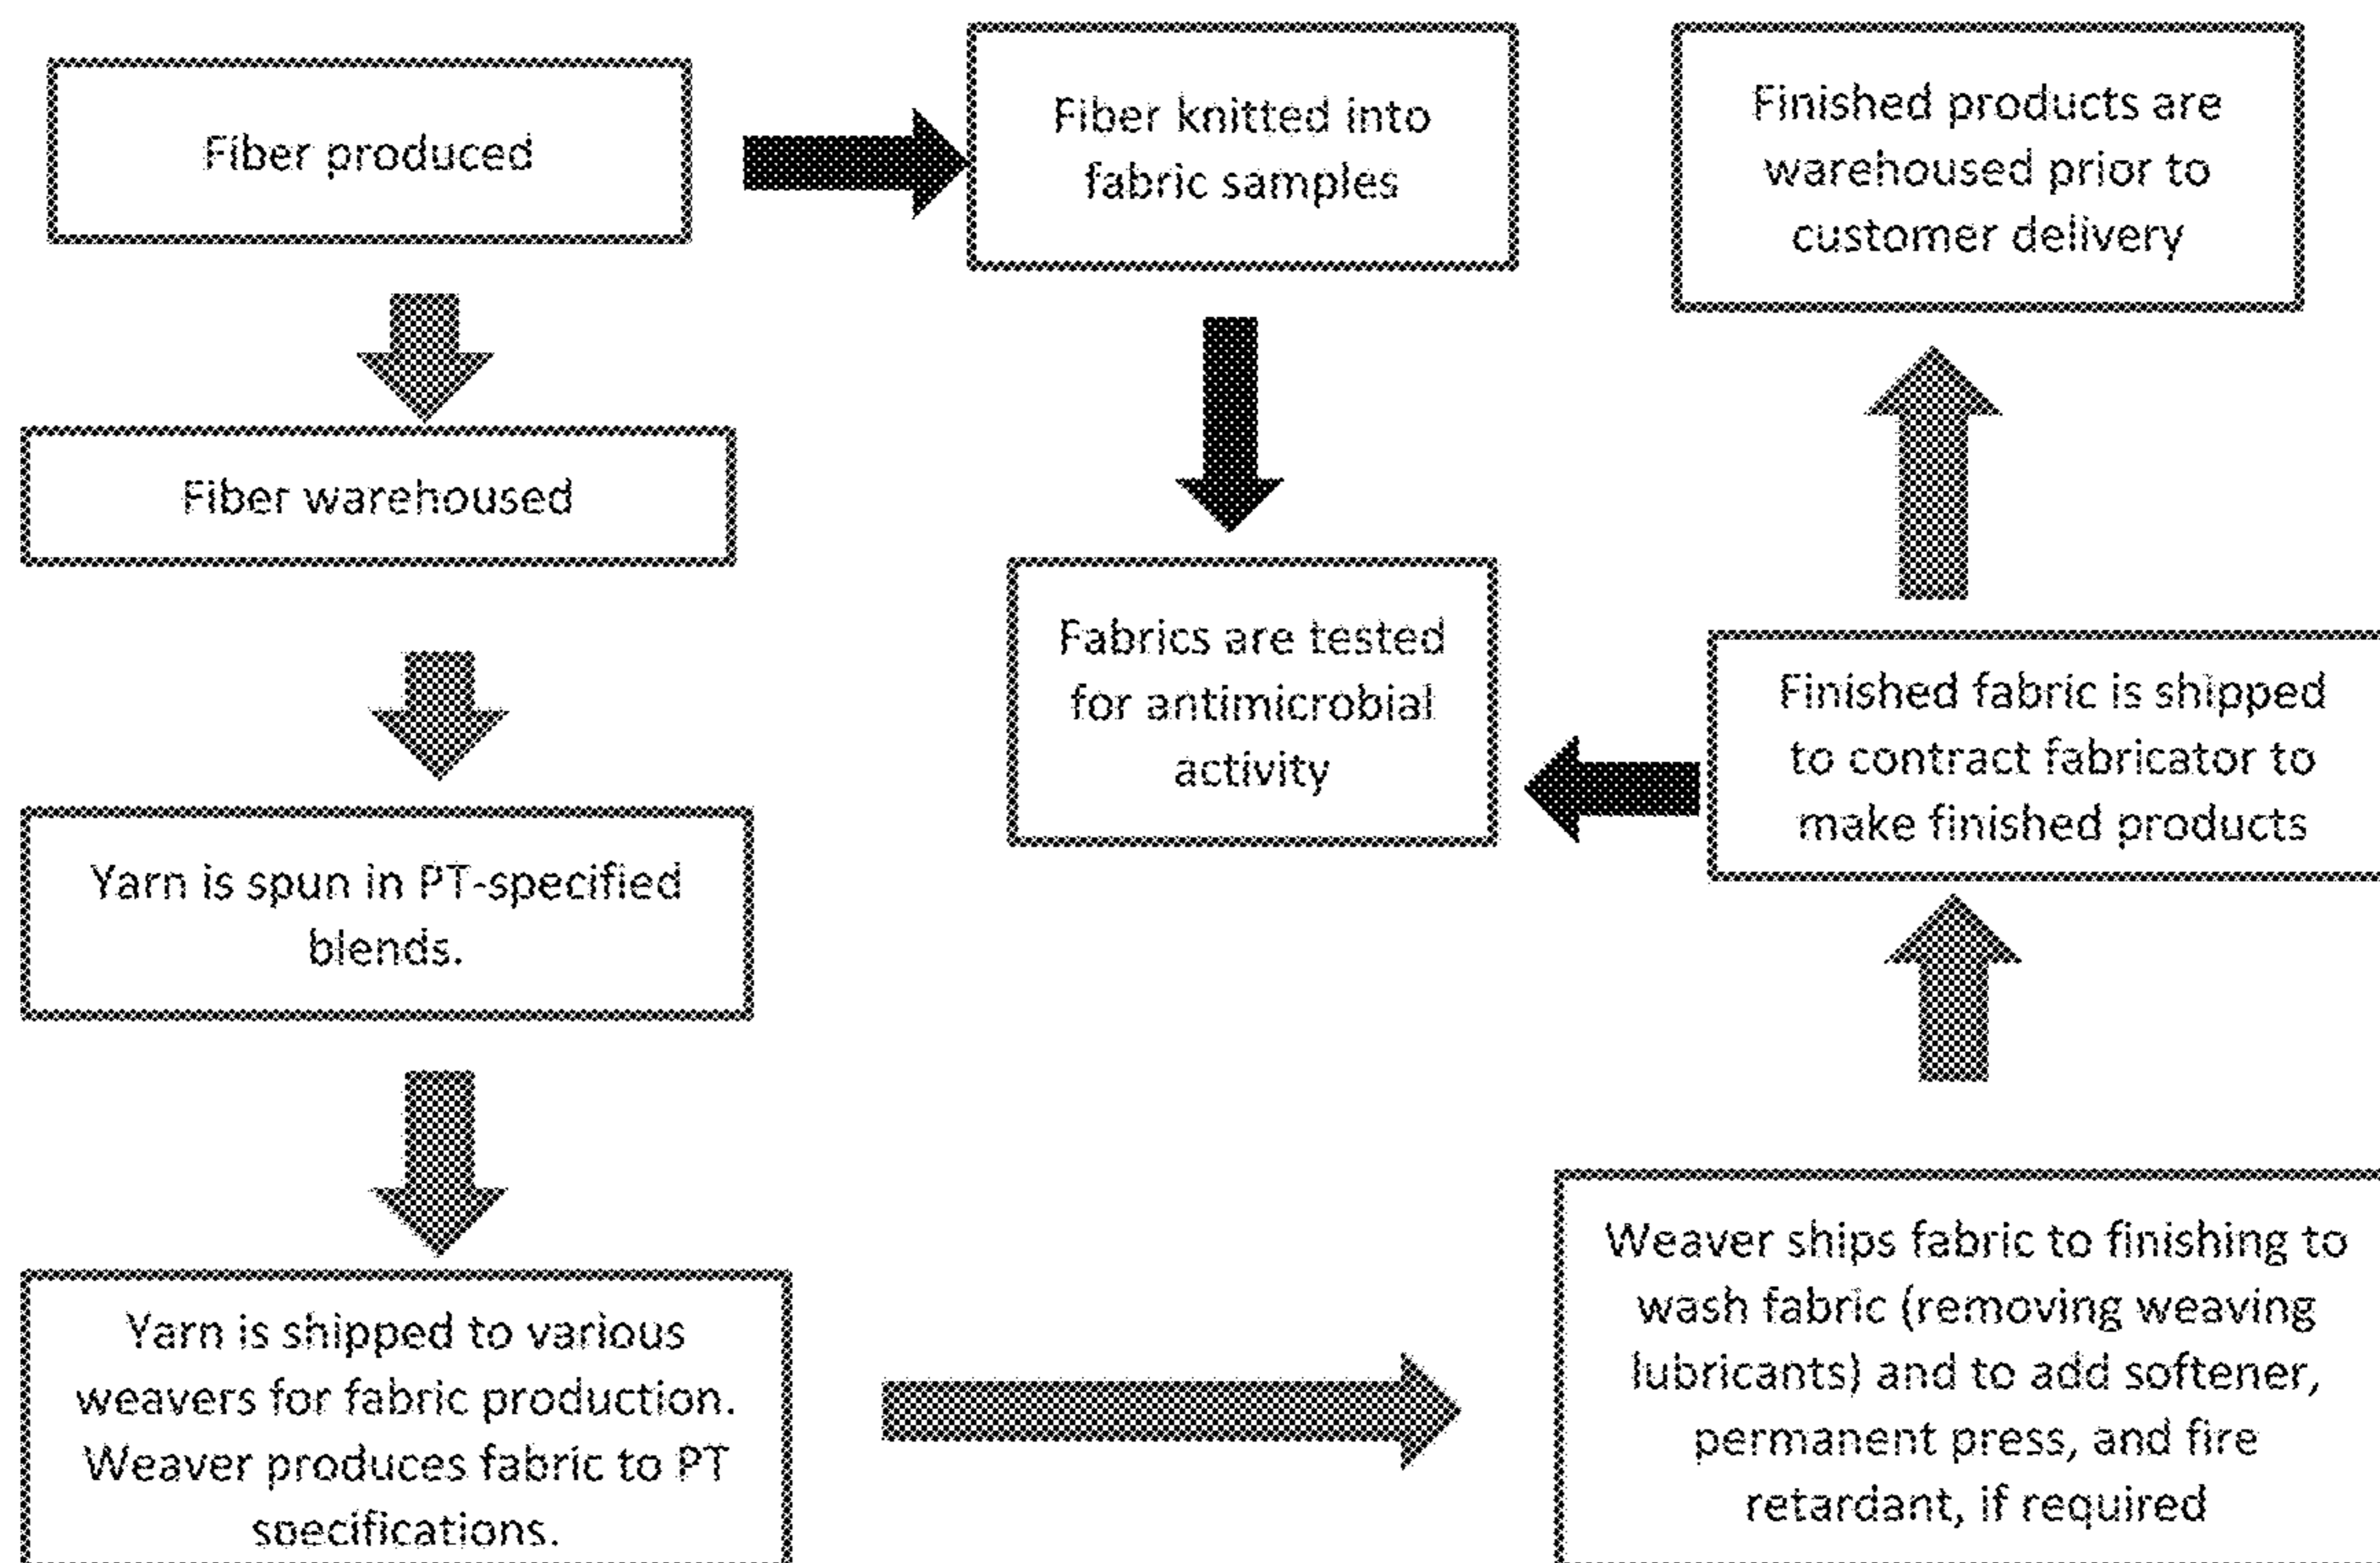 Fiber produced
Fiber knitted into
fabric samples
Finished products are
warehoused prior to
customer delivery
Fiber warehoused
Fabrics are tested
for antimicrobial
activity
Finished fabric is shipped
to contract fabricator to
make finished products
Yarn is spun in PT-specified
blends.
Yarn is shipped to various
weavers for fabric production.
Weaver produces fabric to PT
specifications.
Weaver ships fabric to finishing to
wash fabric (removing weaving
lubricants) and to add softener,
permanent press, and fire
retardant, if required